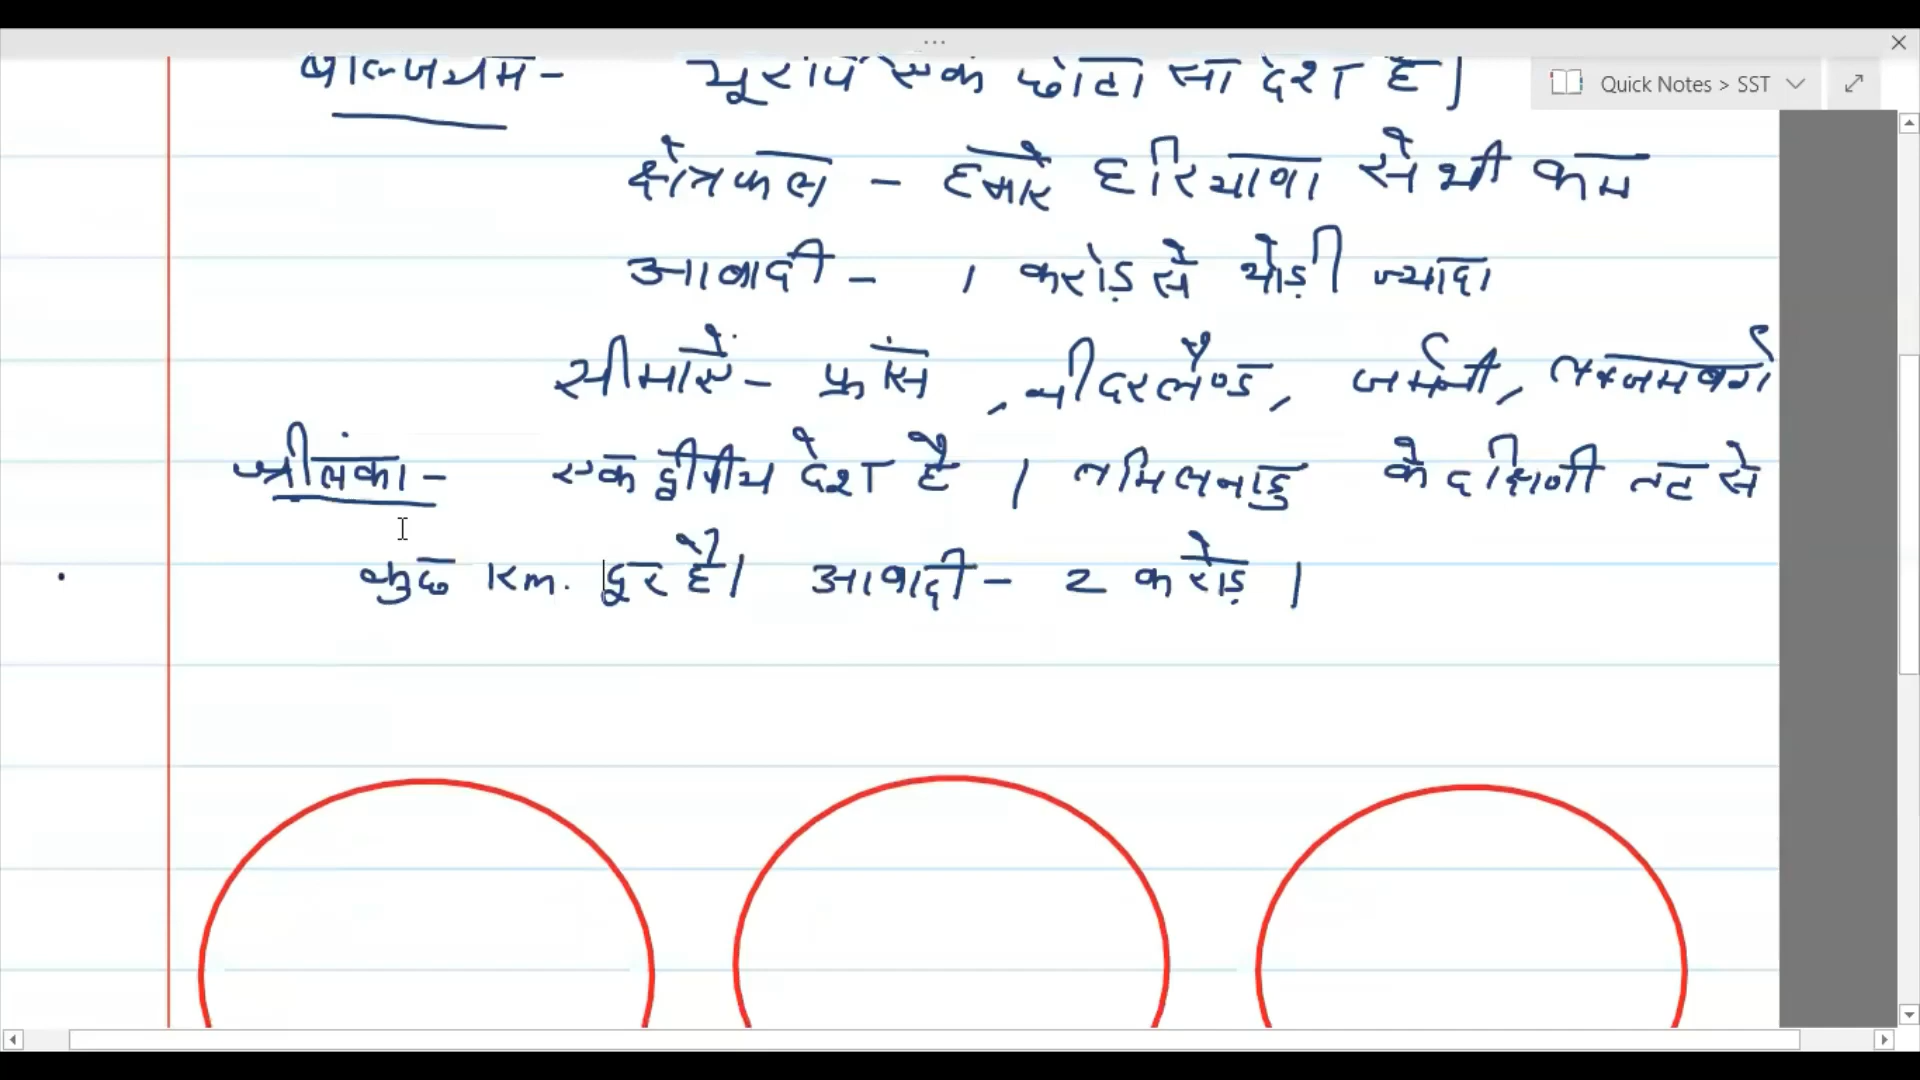 बेल्जियम - यूरोप में एक छोटा सा देश है।
Quick Notes > SST
क्षेत्रफल - हमारे हरियाणा से भी कम
आबादी - 1 करोड़ से थोड़ी ज्यादा
सीमाएं - फ्रांस, नीदरलैण्ड, जर्मनी, लक्जमबर्ग
श्रीलंका - एक द्वीपीय देश है। तमिलनाडु के दक्षिणी तट से
कुछ Km. दूर है। आबादी - 2 करोड़।